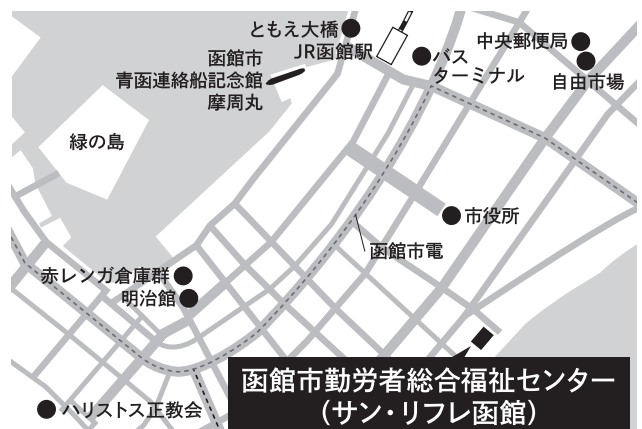 ともえ大橋
JR函館駅
バス
ターミナル
中央郵便局
自由市場
函館市
青函連絡船記念館
摩周丸
緑の島
市役所
函館市電
赤レンガ倉庫群
明治館
函館市勤労者総合福祉センター
（サン・リフレ函館）
ハリストス正教会